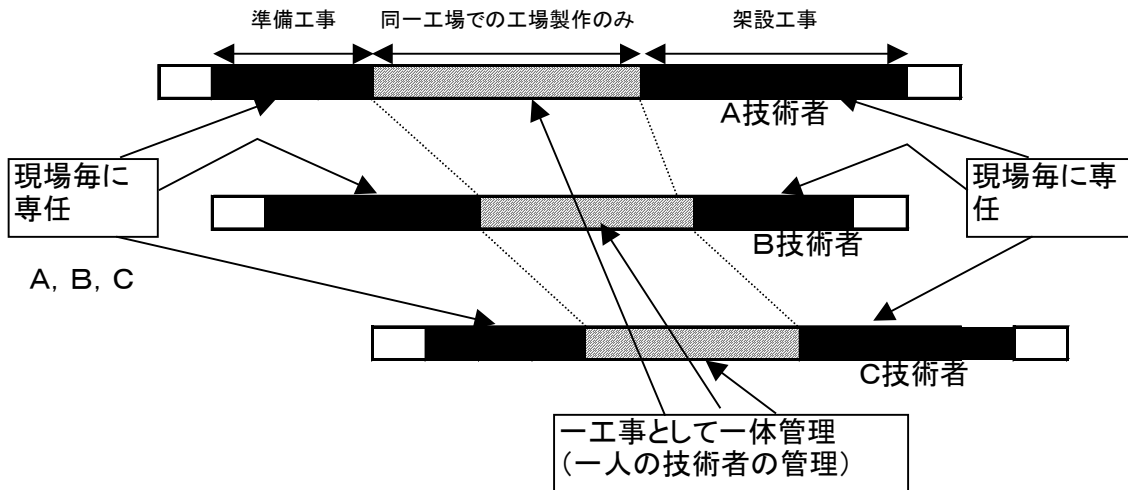 準備工事
同一工場での工場製作のみ
架設工事
A技術者
現場毎に
専任
現場毎に専
任
B技術者
A，B，C
C技術者
一工事として一体管理
（一人の技術者の管理）